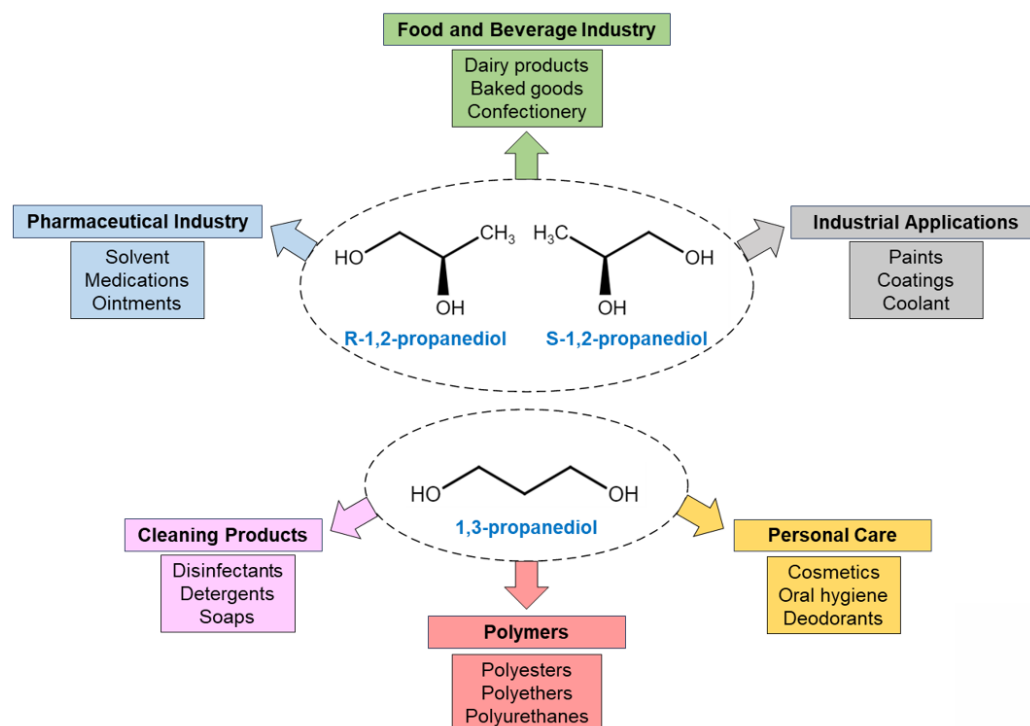 Food and Beverage Industry
Dairy products
Baked goods
Confectionery
Pharmaceutical Industry
Solvent
Medications
Ointments
Industrial Applications
Paints
Coatings
Coolant
HO
CH₃
OH
R-1,2-propanediol
H₃C
OH
OH
S-1,2-propanediol
HO
OH
1,3-propanediol
Cleaning Products
Disinfectants
Detergents
Soaps
Personal Care
Cosmetics
Oral hygiene
Deodorants
Polymers
Polyesters
Polyethers
Polyurethanes